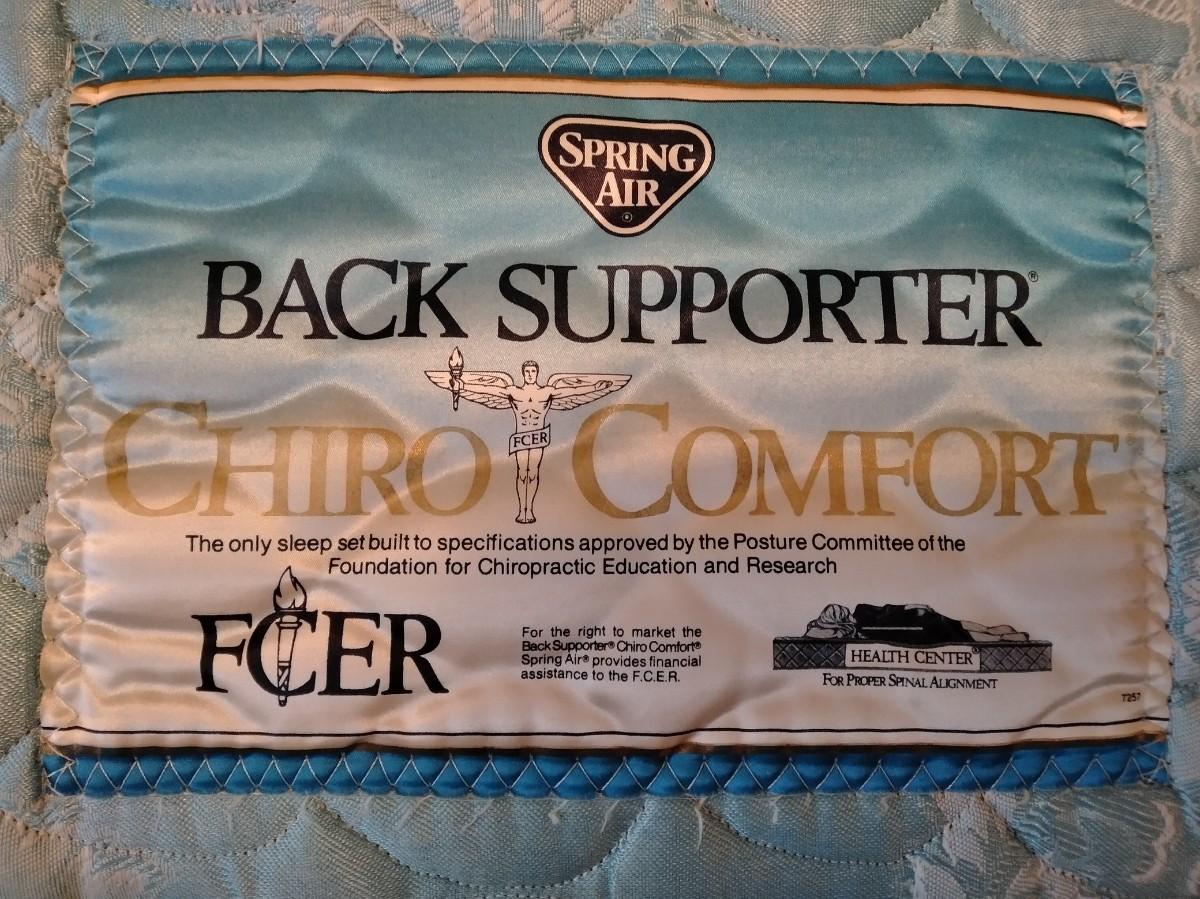 SPRING
AIR
®
BACK SUPPORTER®
FCER
CHIRO COMFORT
The only sleep set built to specifications approved by the Posture Committee of the
Foundation for Chiropractic Education and Research
FCER
For the right to market the
Back Supporter® Chiro Comfort®
Spring Air® provides financial
assistance to the F.C.E.R.
HEALTH CENTER®
FOR PROPER SPINAL ALIGNMENT
7257